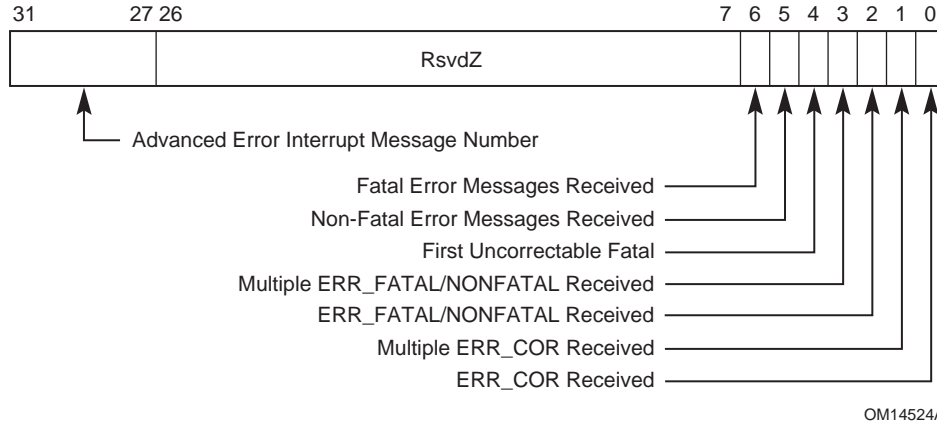 31 27 26 7 6 5 4 3 2 1 0
RsvdZ
Advanced Error Interrupt Message Number
Fatal Error Messages Received
Non-Fatal Error Messages Received
First Uncorrectable Fatal
Multiple ERR_FATAL/NONFATAL Received
ERR_FATAL/NONFATAL Received
Multiple ERR_COR Received
ERR_COR Received
OM14524A